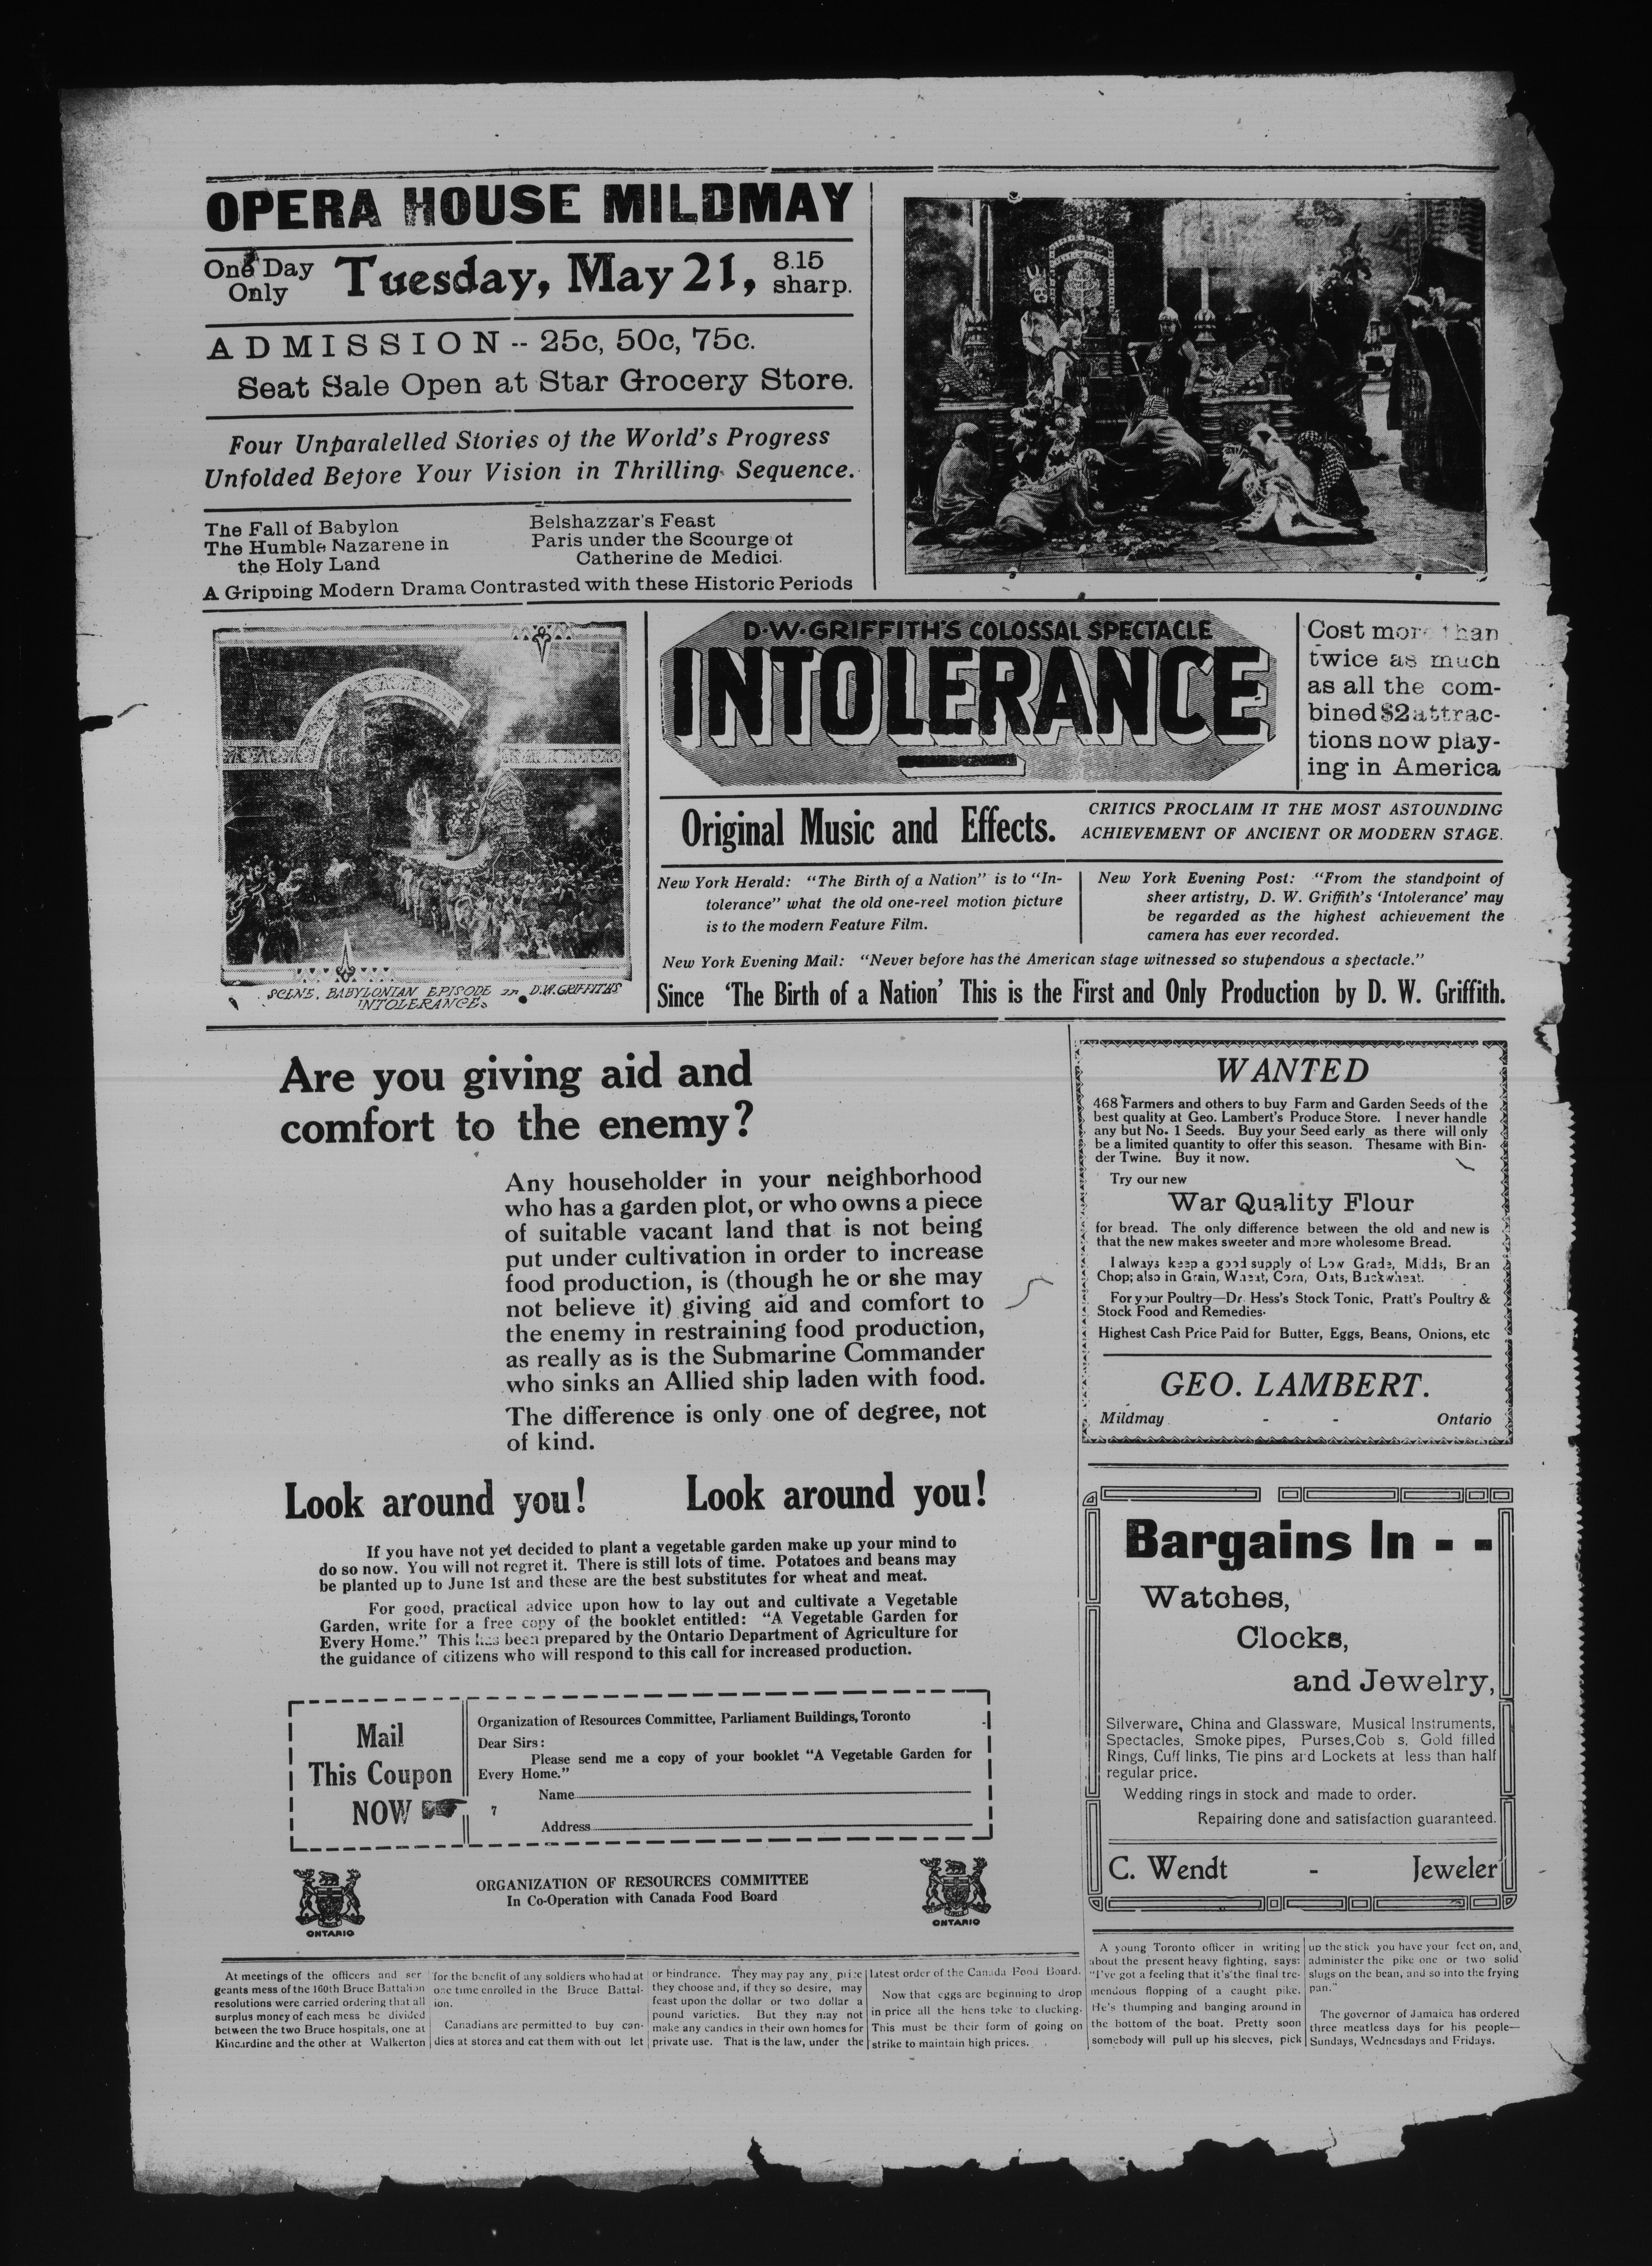 OPERA HOUSE MILDMAY
One Day
Only
Tuesday, May 21,
8.15
sharp.
ADMISSION -- 25c, 50c, 75c.
Seat Sale Open at Star Grocery Store.
Four Unparalelled Stories of the World's Progress
Unfolded Before Your Vision in Thrilling Sequence.
The Fall of Babylon
The Humble Nazarene in
the Holy Land
Belshazzar's Feast
Paris under the Scourge of
Catherine de Medici.
A Gripping Modern Drama Contrasted with these Historic Periods
SCENE, BABYLONIAN EPISODE in D.W. GRIFFITHS
INTOLERANCE
D.W. GRIFFITH'S COLOSSAL SPECTACLE
INTOLERANCE
Cost more than
twice as much
as all the com-
bined $2 attrac-
tions now play-
ing in America
Original Music and Effects.
CRITICS PROCLAIM IT THE MOST ASTOUNDING
ACHIEVEMENT OF ANCIENT OR MODERN STAGE.
New York Herald: "The Birth of a Nation" is to "In-
tolerance" what the old one-reel motion picture
is to the modern Feature Film.
New York Evening Post: "From the standpoint of
sheer artistry, D. W. Griffith's 'Intolerance' may
be regarded as the highest achievement the
camera has ever recorded.
New York Evening Mail: "Never before has the American stage witnessed so stupendous a spectacle."
Since 'The Birth of a Nation' This is the First and Only Production by D. W. Griffith.
Are you giving aid and
comfort to the enemy?
Any householder in your neighborhood
who has a garden plot, or who owns a piece
of suitable vacant land that is not being
put under cultivation in order to increase
food production, is (though he or she may
not believe it) giving aid and comfort to
the enemy in restraining food production,
as really as is the Submarine Commander
who sinks an Allied ship laden with food.
The difference is only one of degree, not
of kind.
Look around you! Look around you!
If you have not yet decided to plant a vegetable garden make up your mind to
do so now. You will not regret it. There is still lots of time. Potatoes and beans may
be planted up to June 1st and these are the best substitutes for wheat and meat.
For good, practical advice upon how to lay out and cultivate a Vegetable
Garden, write for a free copy of the booklet entitled: "A Vegetable Garden for
Every Home." This has been prepared by the Ontario Department of Agriculture for
the guidance of citizens who will respond to this call for increased production.
Mail
This Coupon
NOW
Organization of Resources Committee, Parliament Buildings, Toronto
Dear Sirs:
Please send me a copy of your booklet "A Vegetable Garden for
Every Home."
Name
7
Address
ONTARIO
ORGANIZATION OF RESOURCES COMMITTEE
In Co-Operation with Canada Food Board
ONTARIO
WANTED
468 Farmers and others to buy Farm and Garden Seeds of the
best quality at Geo. Lambert's Produce Store. I never handle
any but No. 1 Seeds. Buy your Seed early as there will only
be a limited quantity to offer this season. Thesame with Bin-
der Twine. Buy it now.
Try our new
War Quality Flour
for bread. The only difference between the old and new is
that the new makes sweeter and more wholesome Bread.
I always keep a good supply of Low Grade, Midds, Bran
Chop; also in Grain, Wheat, Corn, Oats, Buckwheat.
For your Poultry—Dr. Hess's Stock Tonic, Pratt's Poultry &
Stock Food and Remedies.
Highest Cash Price Paid for Butter, Eggs, Beans, Onions, etc
GEO. LAMBERT.
Mildmay - - Ontario
Bargains In - -
Watches,
Clocks,
and Jewelry,
Silverware, China and Glassware, Musical Instruments,
Spectacles, Smoke pipes, Purses, Cob s, Gold filled
Rings, Cuff links, Tie pins and Lockets at less than half
regular price.
Wedding rings in stock and made to order.
Repairing done and satisfaction guaranteed.
C. Wendt - Jeweler
At meetings of the officers and ser
geants mess of the 160th Bruce Battalion
resolutions were carried ordering that all
surplus money of each mess be divided
between the two Bruce hospitals, one at
Kincardine and the other at Walkerton
for the benefit of any soldiers who had at
one time enrolled in the Bruce Battal-
ion.
Canadians are permitted to buy can-
dies at stores and eat them with out let
or hindrance. They may pay any price
they choose and, if they so desire, may
feast upon the dollar or two dollar a
pound varieties. But they may not
make any candies in their own homes for
private use. That is the law, under the
latest order of the Canada Food Board.
Now that eggs are beginning to drop
in price all the hens take to clucking.
This must be their form of going on
strike to maintain high prices.
A young Toronto officer in writing
about the present heavy fighting, says:
"I've got a feeling that it's the final tre-
mendous flopping of a caught pike.
He's thumping and banging around in
the bottom of the boat. Pretty soon
somebody will pull up his sleeves, pick
up the stick you have your feet on, and
administer the pike one or two solid
slugs on the bean, and so into the frying
pan."
The governor of Jamaica has ordered
three meatless days for his people—
Sundays, Wednesdays and Fridays.